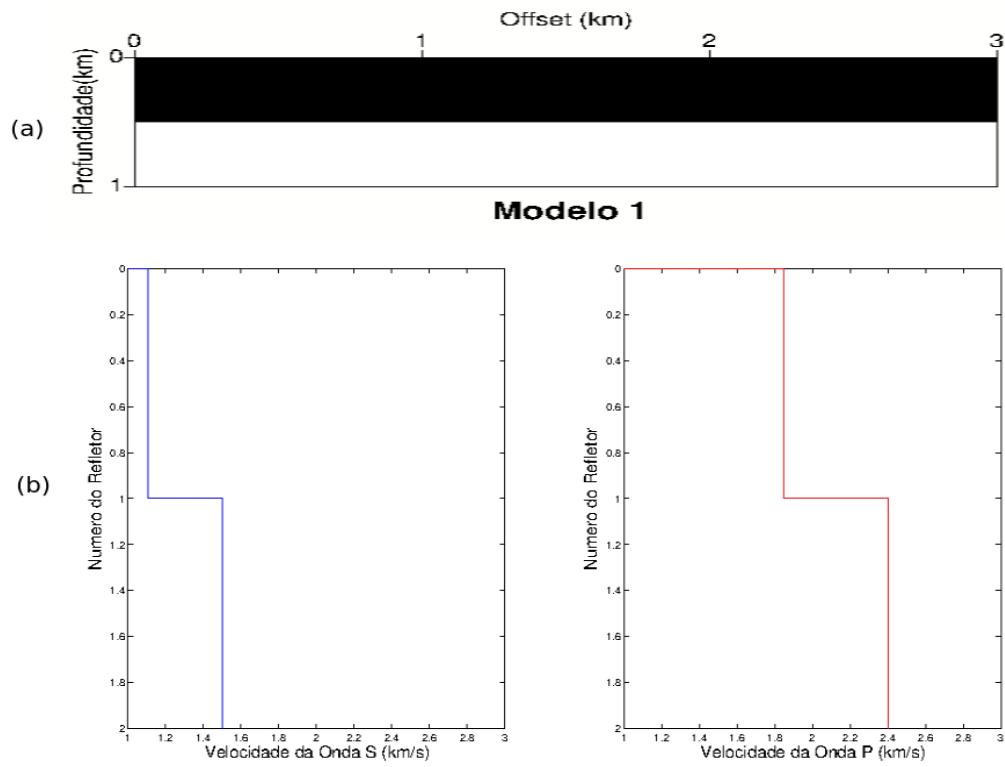 Offset (km)
0 1 2 3
0
Profundidade(km)
(a)
1
Modelo 1
(b)
Numero do Refletor
0
0.2
0.4
0.6
0.8
1
1.2
1.4
1.6
1.8
2
1 1.2 1.4 1.6 1.8 2 2.2 2.4 2.6 2.8 3
Velocidade da Onda S (km/s)
Numero do Refletor
0
0.2
0.4
0.6
0.8
1
1.2
1.4
1.6
1.8
2
1 1.2 1.4 1.6 1.8 2 2.2 2.4 2.6 2.8 3
Velocidade da Onda P (km/s)